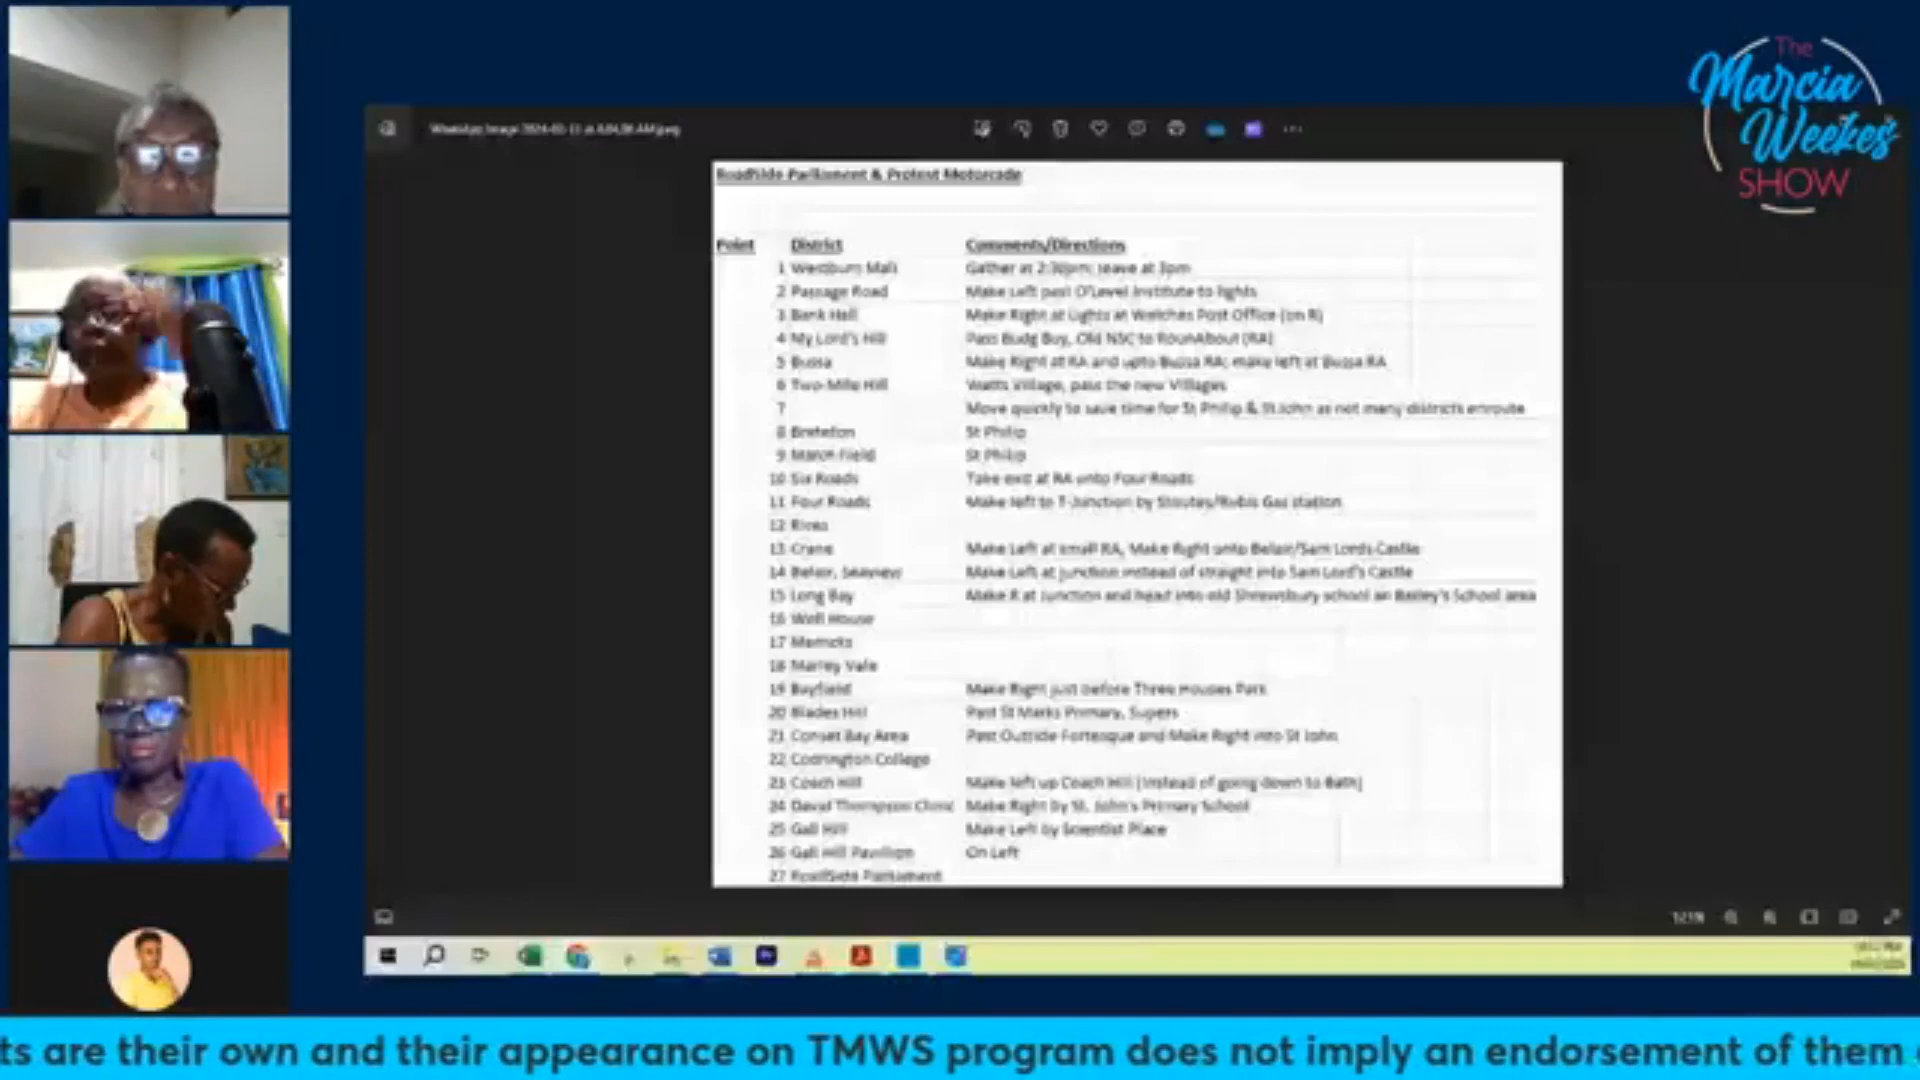 The
Marcia
Weekes
SHOW
WhatsApp Image 2024-
Roadside Parliament & Protest Motorcade
Point District Comments/Directions
1 Westbury Mall Gather at 2:30pm; leave at 3pm
2 Passage Road Make Left past O'Level Institute to lights
3 Bank Hall Make Right at Lights at Welches Post Office (on R)
4 My Lord's Hill Pass Budg Buy, Old NSC to RounAbout (RA)
5 Bussa Make Right at RA and upto Bussa RA; make left at Bussa RA
6 Two-Mile Hill Watts Village, pass the new Villages
7 Move quickly to save time for St Philip & St John as not many districts enroute
8 Brereton St Philip
9 March Field St Philip
10 Six Roads Take exit at RA unto Four Roads
11 Four Roads Make left to T-Junction by Stoutes/Rubis Gas station
12 Rices
13 Crane Make Left at small RA, Make Right unto Belair/Sam Lords Castle
14 Belair, Seaview Make Left at junction instead of straight into Sam Lord's Castle
15 Long Bay Make R at Junction and head into old Shrewsbury school an Bailey's School area
16 Well House
17 Merricks
18 Marley Vale
19 Bayfield Make Right just before Three Houses Park
20 Blades Hill Past St Marks Primary, Supers
21 Conset Bay Area Past Outside Fortesque and Make Right into St John
22 Codrington College
23 Coach Hill Make left up Coach Hill (instead of going down to Bath)
24 David Thompson Clinic Make Right by St. John's Primary School
25 Gall Hill Make Left by Scientist Place
26 Gall Hill Pavilion On Left
27 RoadSide Parliament
ts are their own and their appearance on TMWS program does not imply an endorsement of them